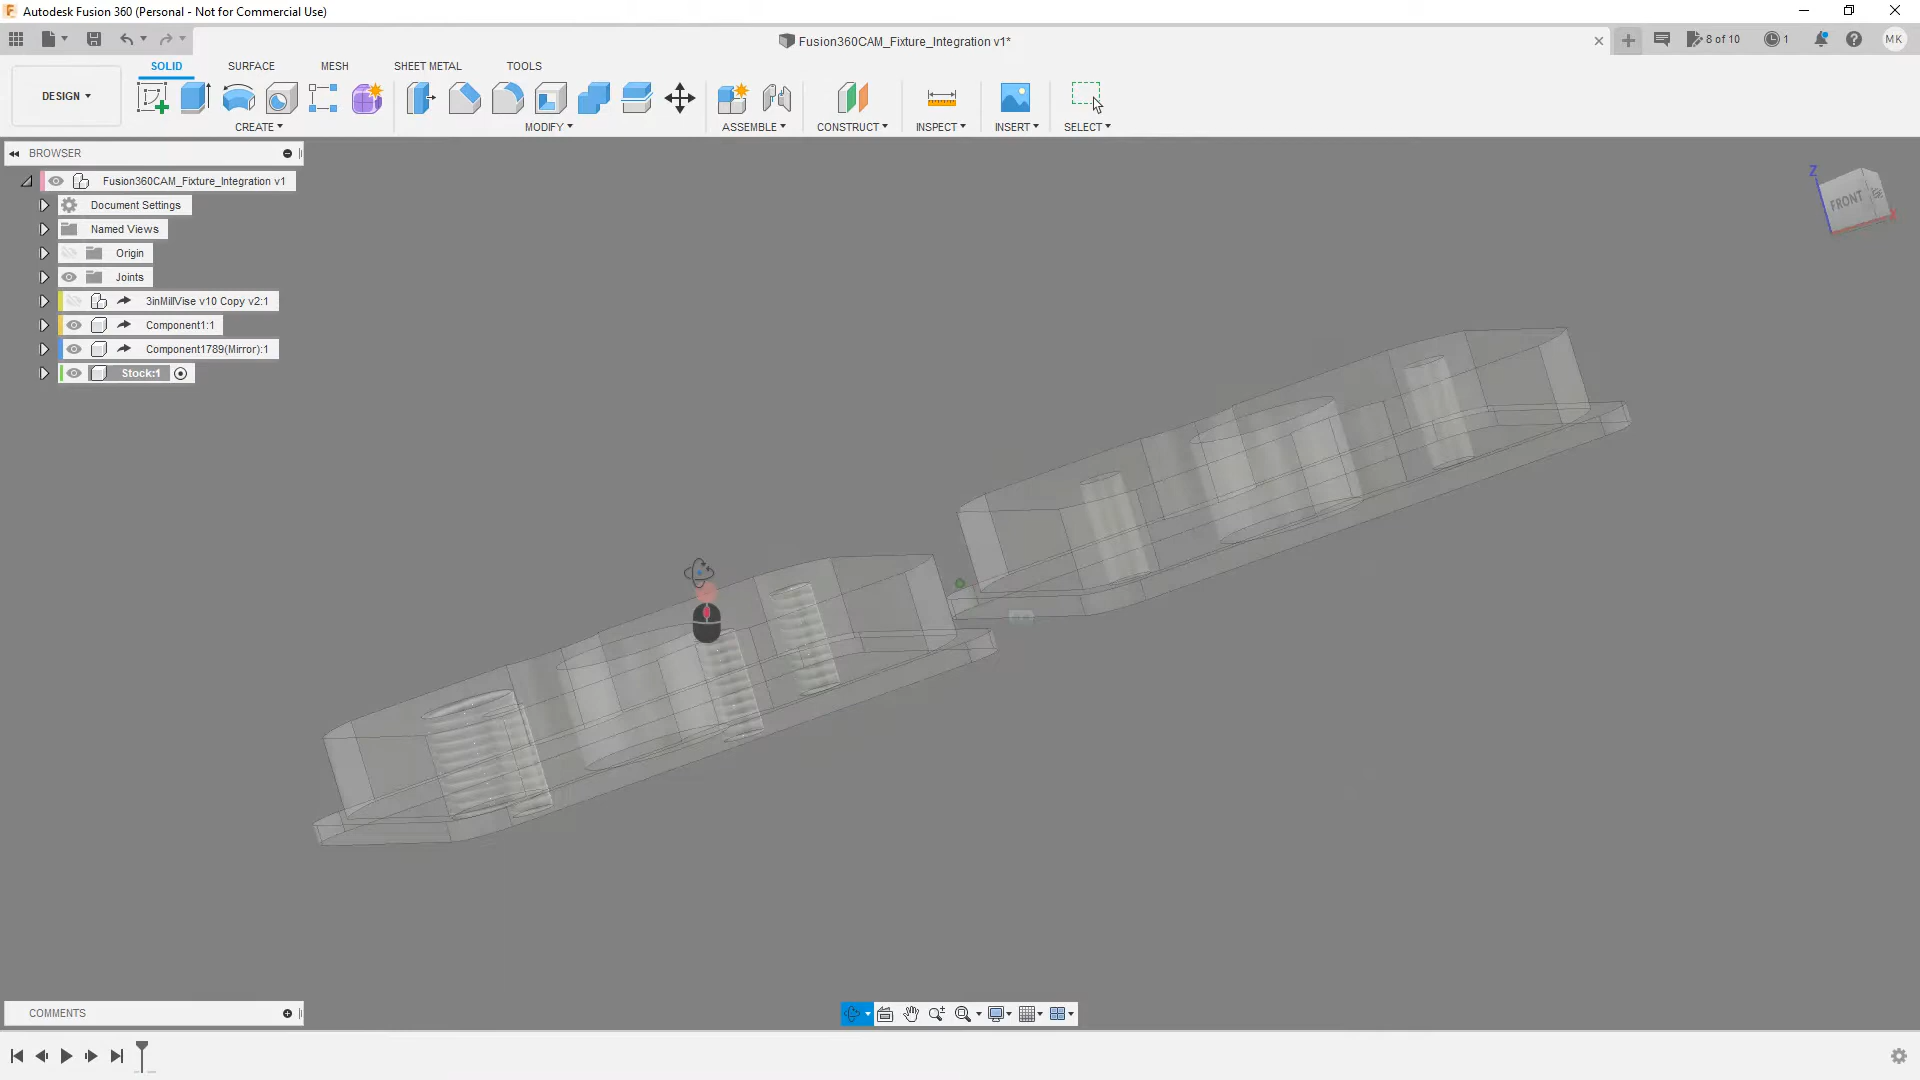 Autodesk Fusion 360 (Personal - Not for Commercial Use)
Fusion360CAM_Fixture_Integration v1*
8 of 10
1
MK
DESIGN
SOLID
SURFACE
MESH
SHEET METAL
TOOLS
CREATE
MODIFY
ASSEMBLE
CONSTRUCT
INSPECT
INSERT
SELECT
BROWSER
Fusion360CAM_Fixture_Integration v1
Document Settings
Named Views
Origin
Joints
3inMillVise v10 Copy v2:1
Component1:1
Component1789(Mirror):1
Stock:1
Z
FRONT
X
COMMENTS